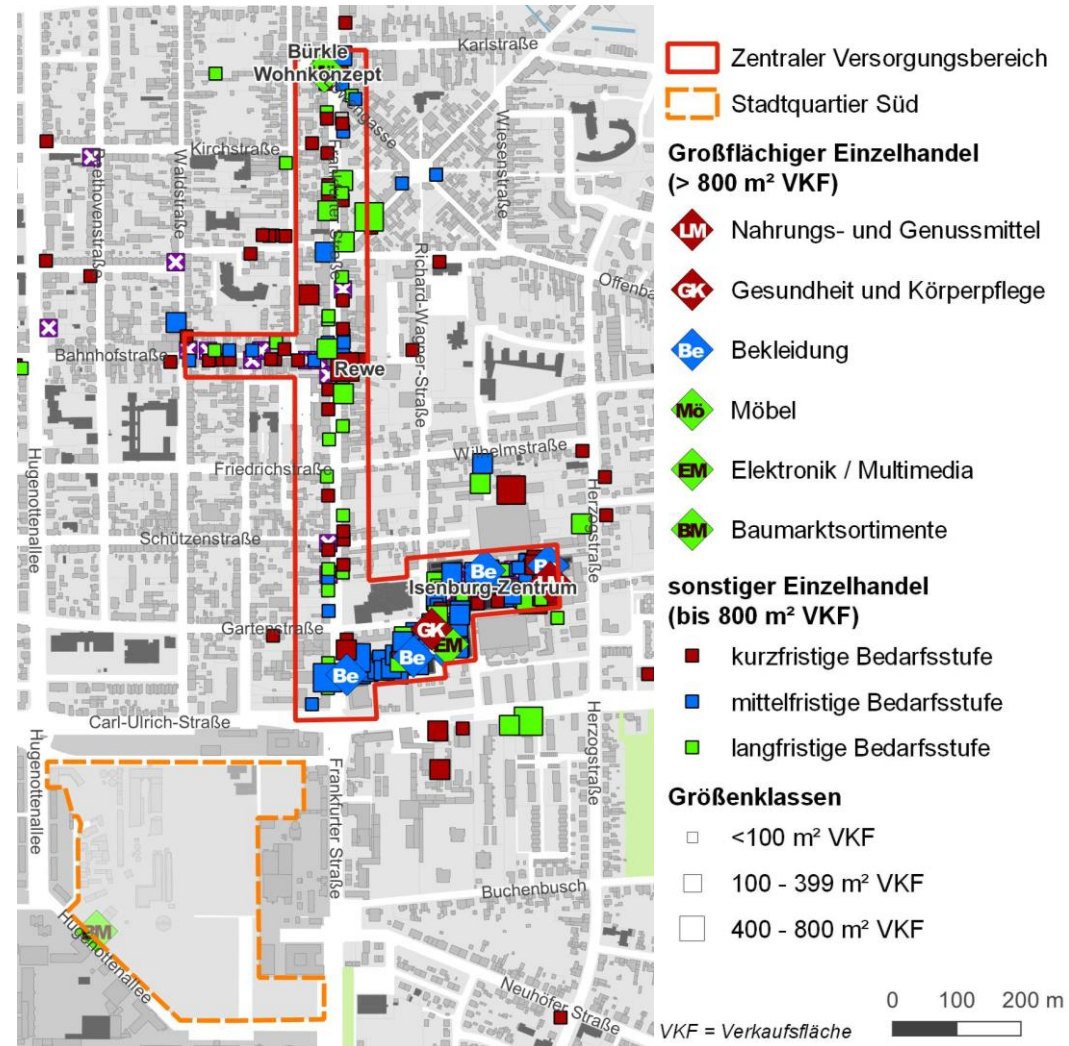 Karlstraße
Bürkle
Wohnkonzept
Kirchstraße
Waldstraße
Wiesenstraße
Richard-Wagner-Straße
Bahnhofstraße
Rewe
Hugenottenallee
Friedrichstraße
Wilhelmstraße
Herzogstraße
Schützenstraße
Be
Isenburg-Zentrum
Gartenstraße
GK
EM
Be
Be
Carl-Ulrich-Straße
Hugenottenallee
Frankfurter Straße
Herzogstraße
Buchenbusch
BM
Hugenottenallee
Neuhöfer Straße
Zentraler Versorgungsbereich
Stadtquartier Süd
Großflächiger Einzelhandel
(> 800 m² VKF)
LM Nahrungs- und Genussmittel
GK Gesundheit und Körperpflege
Be Bekleidung
Mö Möbel
EM Elektronik / Multimedia
BM Baumarktsortimente
sonstiger Einzelhandel
(bis 800 m² VKF)
kurzfristige Bedarfsstufe
mittelfristige Bedarfsstufe
langfristige Bedarfsstufe
Größenklassen
<100 m² VKF
100 - 399 m² VKF
400 - 800 m² VKF
0 100 200 m
VKF = Verkaufsfläche